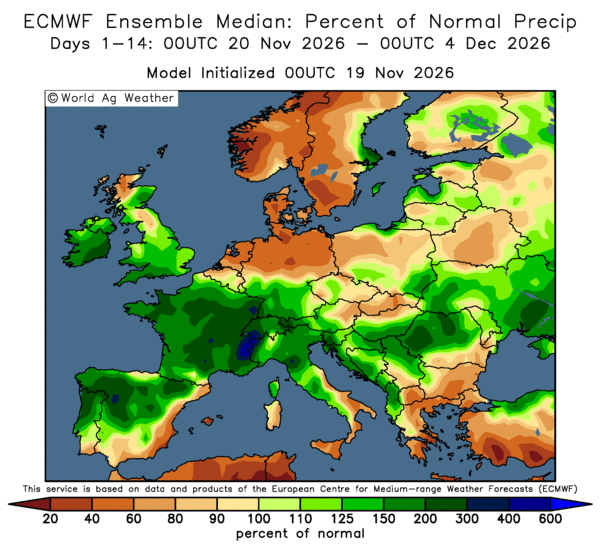 ECMWF Ensemble Median: Percent of Normal Precip
Days 1–14: 00UTC 20 Nov 2026 – 00UTC 4 Dec 2026
Model Initialized 00UTC 19 Nov 2026
©World Ag Weather
This service is based on data and products of the European Centre for Medium-range Weather Forecasts (ECMWF)
20 40 60 80 90 100 110 125 150 200 300 400 600
percent of normal